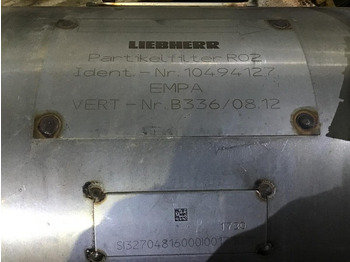 LIEBHERR
Partikelfilter R02
Ident.-Nr. 10494127
EMPA
VERT-Nr. B336/08.12